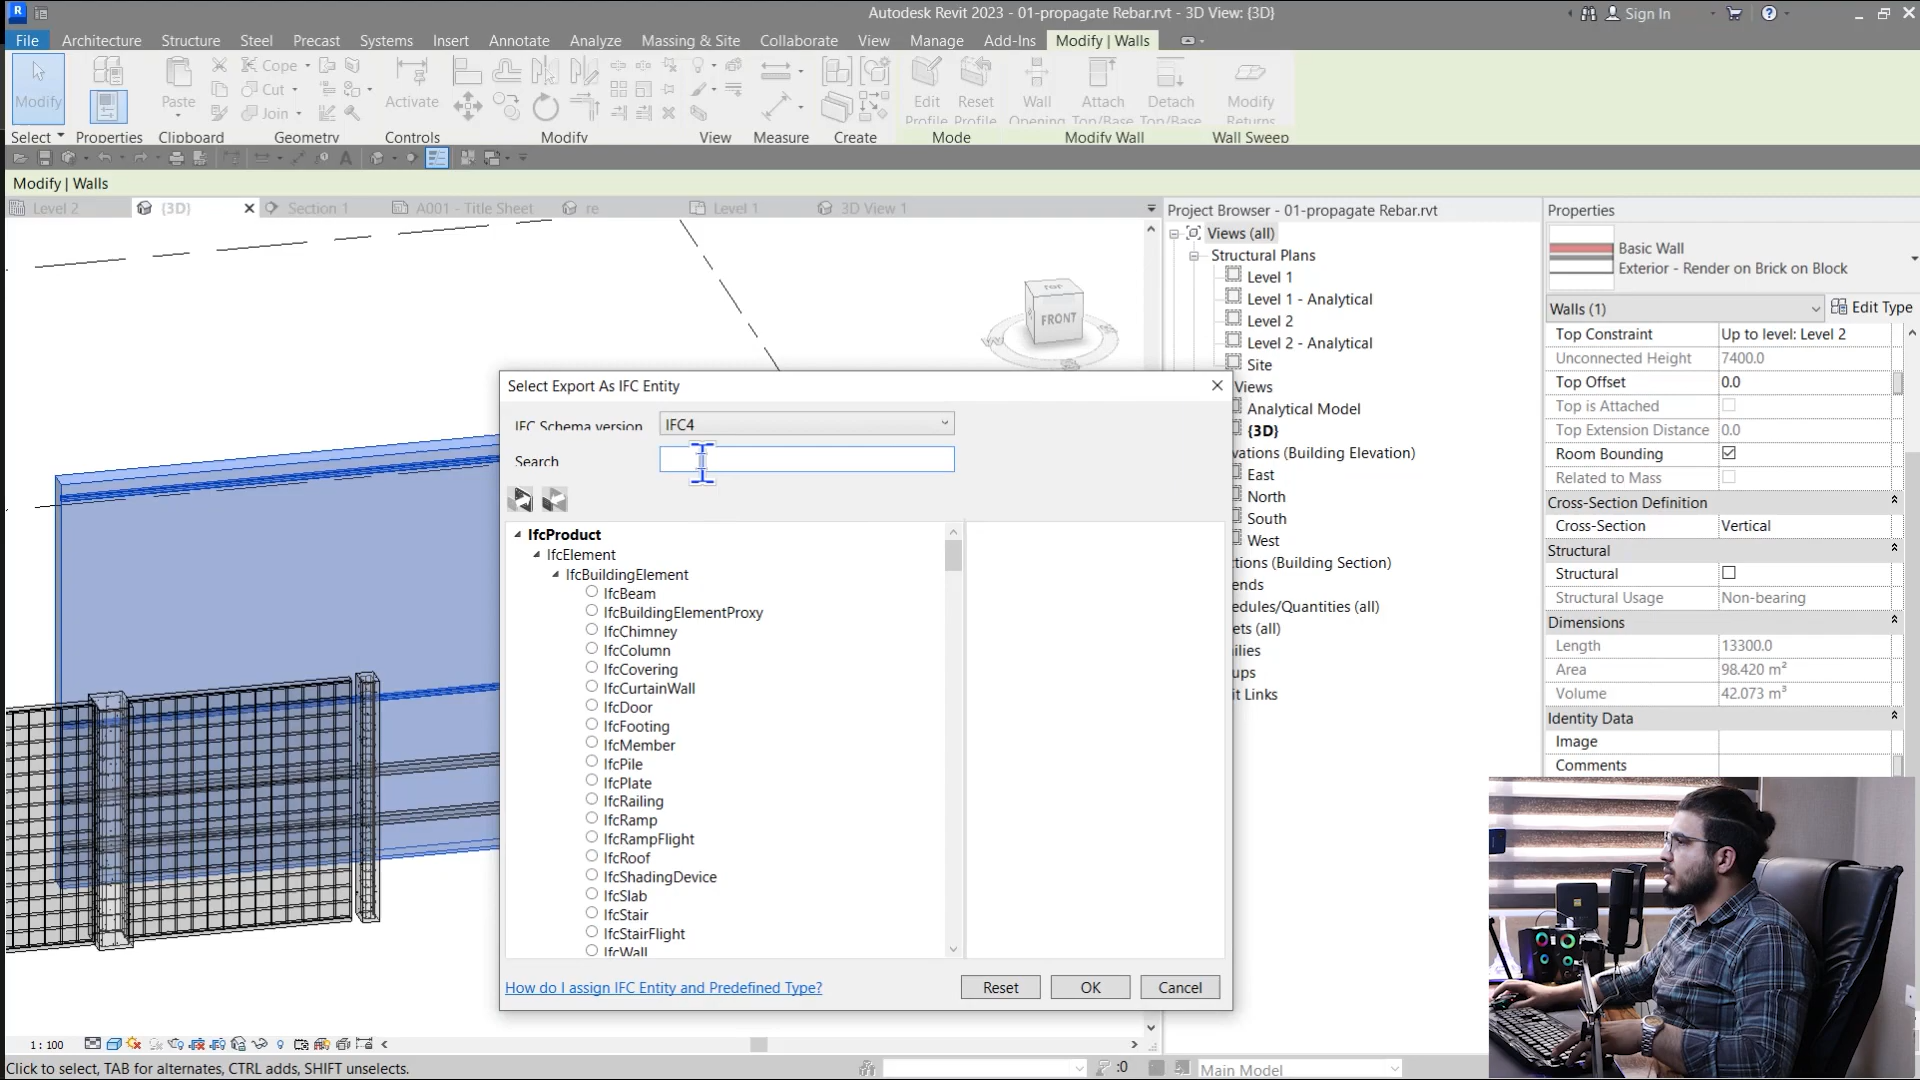 Autodesk Revit 2023 - 01-propagate Rebar.rvt - 3D View: {3D}
Sign In
File Architecture Structure Steel Precast Systems Insert Annotate Analyze Massing & Site Collaborate View Manage Add-Ins Modify | Walls
Cope
Cut
Join
Modify
Paste
Activate
Edit Profile
Reset Profile
Wall Opening
Attach Top/Base
Detach Top/Base
Modify Returns
Select Properties Clipboard Geometry Controls Modify View Measure Create Mode Modify Wall Wall Sweep
Modify | Walls
Level 2 {3D} Section 1 A001 - Title Sheet re Level 1 3D View 1
TOP
FRONT
Select Export As IFC Entity
IFC Schema version IFC4
Search
IfcProduct
IfcElement
IfcBuildingElement
IfcBeam
IfcBuildingElementProxy
IfcChimney
IfcColumn
IfcCovering
IfcCurtainWall
IfcDoor
IfcFooting
IfcMember
IfcPile
IfcPlate
IfcRailing
IfcRamp
IfcRampFlight
IfcRoof
IfcShadingDevice
IfcSlab
IfcStair
IfcStairFlight
IfcWall
How do I assign IFC Entity and Predefined Type?
Reset OK Cancel
Project Browser - 01-propagate Rebar.rvt
Views (all)
Structural Plans
Level 1
Level 1 - Analytical
Level 2
Level 2 - Analytical
Site
Views
Analytical Model
{3D}
vations (Building Elevation)
East
North
South
West
tions (Building Section)
ends
edules/Quantities (all)
ets (all)
ilies
ups
it Links
Properties
Basic Wall
Exterior - Render on Brick on Block
Walls (1) Edit Type
Top Constraint Up to level: Level 2
Unconnected Height 7400.0
Top Offset 0.0
Top is Attached
Top Extension Distance 0.0
Room Bounding
Related to Mass
Cross-Section Definition
Cross-Section Vertical
Structural
Structural
Structural Usage Non-bearing
Dimensions
Length 13300.0
Area 98.420 m²
Volume 42.073 m³
Identity Data
Image
Comments
1 : 100
Click to select, TAB for alternates, CTRL adds, SHIFT unselects.
:0
Main Model